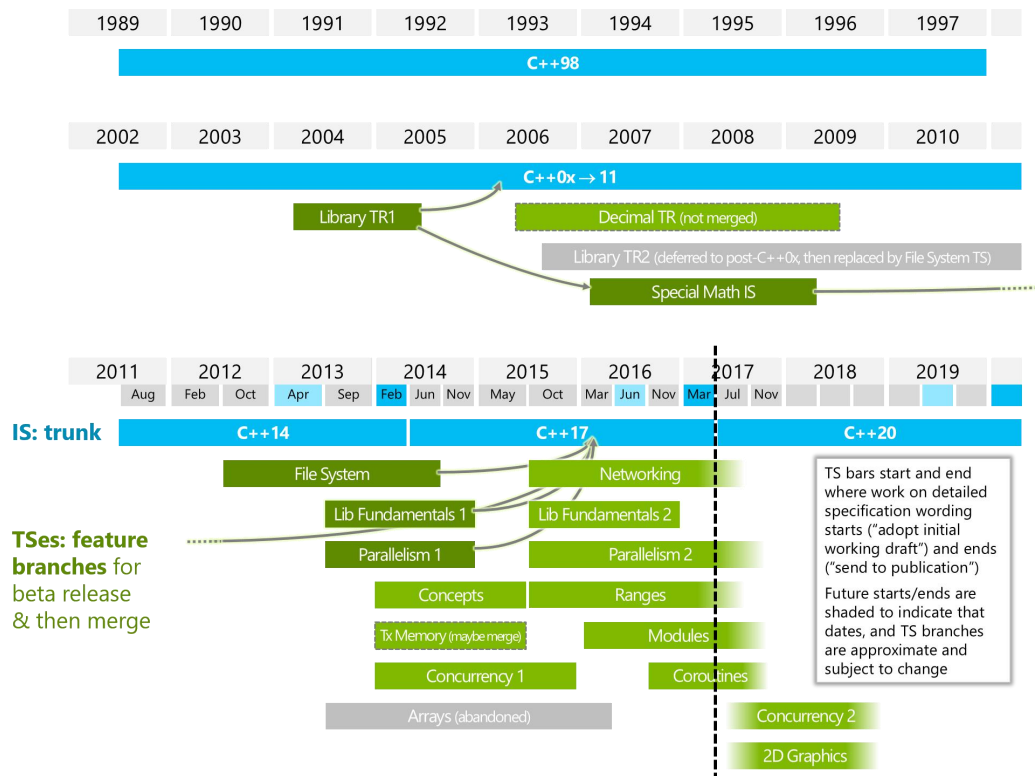 1989 1990 1991 1992 1993 1994 1995 1996 1997
C++98
2002 2003 2004 2005 2006 2007 2008 2009 2010
C++0x → 11
Library TR1 Decimal TR (not merged)
Library TR2 (deferred to post-C++0x, then replaced by File System TS)
Special Math IS
2011 2012 2013 2014 2015 2016 2017 2018 2019
Aug Feb Oct Apr Sep Feb Jun Nov May Oct Mar Jun Nov Mar Jul Nov
IS: trunk C++14 C++17 C++20
File System Networking
Lib Fundamentals 1 Lib Fundamentals 2
Parallelism 1 Parallelism 2
Concepts Ranges
Tx Memory (maybe merge) Modules
Concurrency 1 Coroutines
Arrays (abandoned) Concurrency 2
2D Graphics
TSes: feature
branches for
beta release
& then merge
TS bars start and end
where work on detailed
specification wording
starts (“adopt initial
working draft”) and ends
(“send to publication”)
Future starts/ends are
shaded to indicate that
dates, and TS branches
are approximate and
subject to change